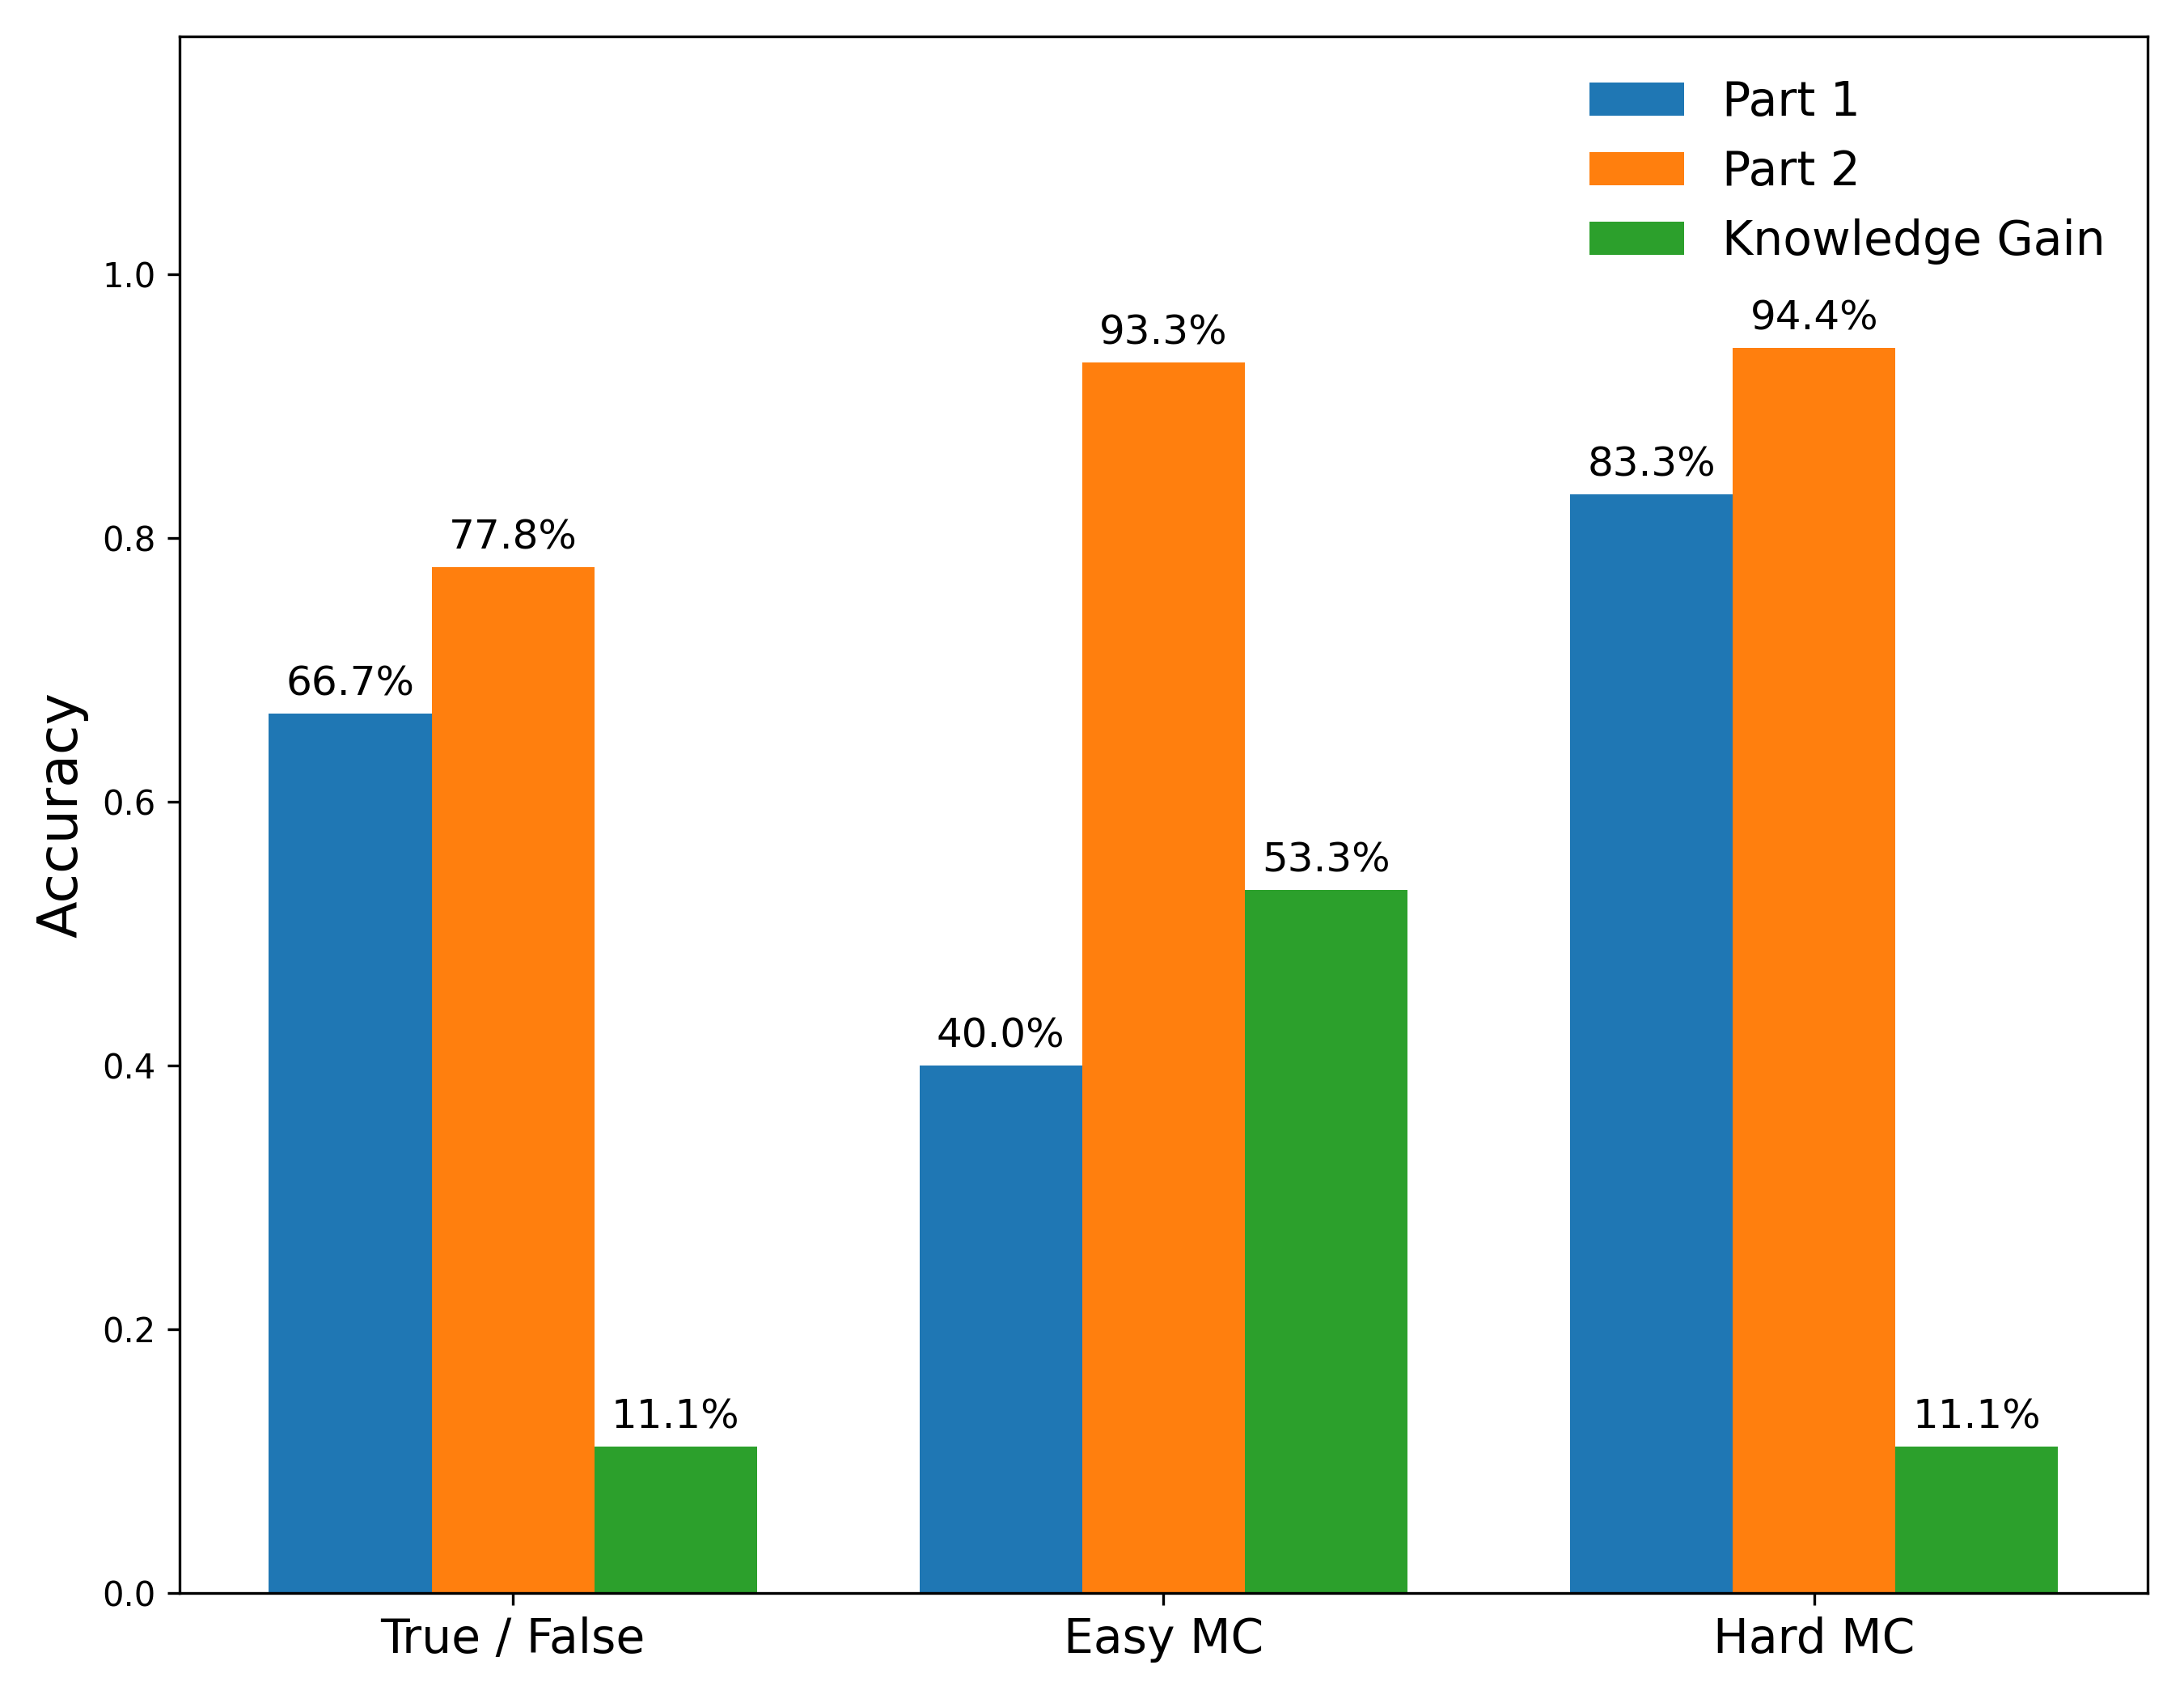 Part 1
Part 2
Knowledge Gain
Accuracy
1.0
0.8
0.6
0.4
0.2
0.0
66.7%
77.8%
11.1%
40.0%
93.3%
53.3%
83.3%
94.4%
11.1%
True / False
Easy MC
Hard MC